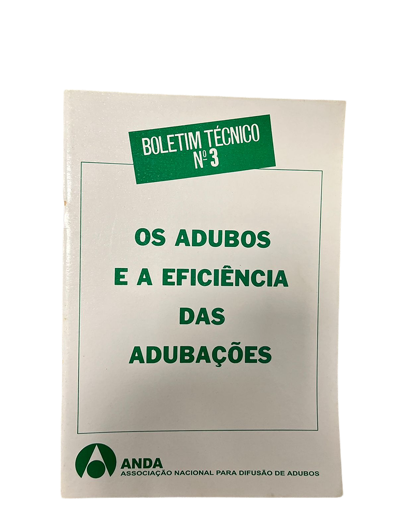 BOLETIM TÉCNICO
Nº 3
OS ADUBOS
E A EFICIÊNCIA
DAS
ADUBAÇÕES
ANDA
ASSOCIAÇÃO NACIONAL PARA DIFUSÃO DE ADUBOS